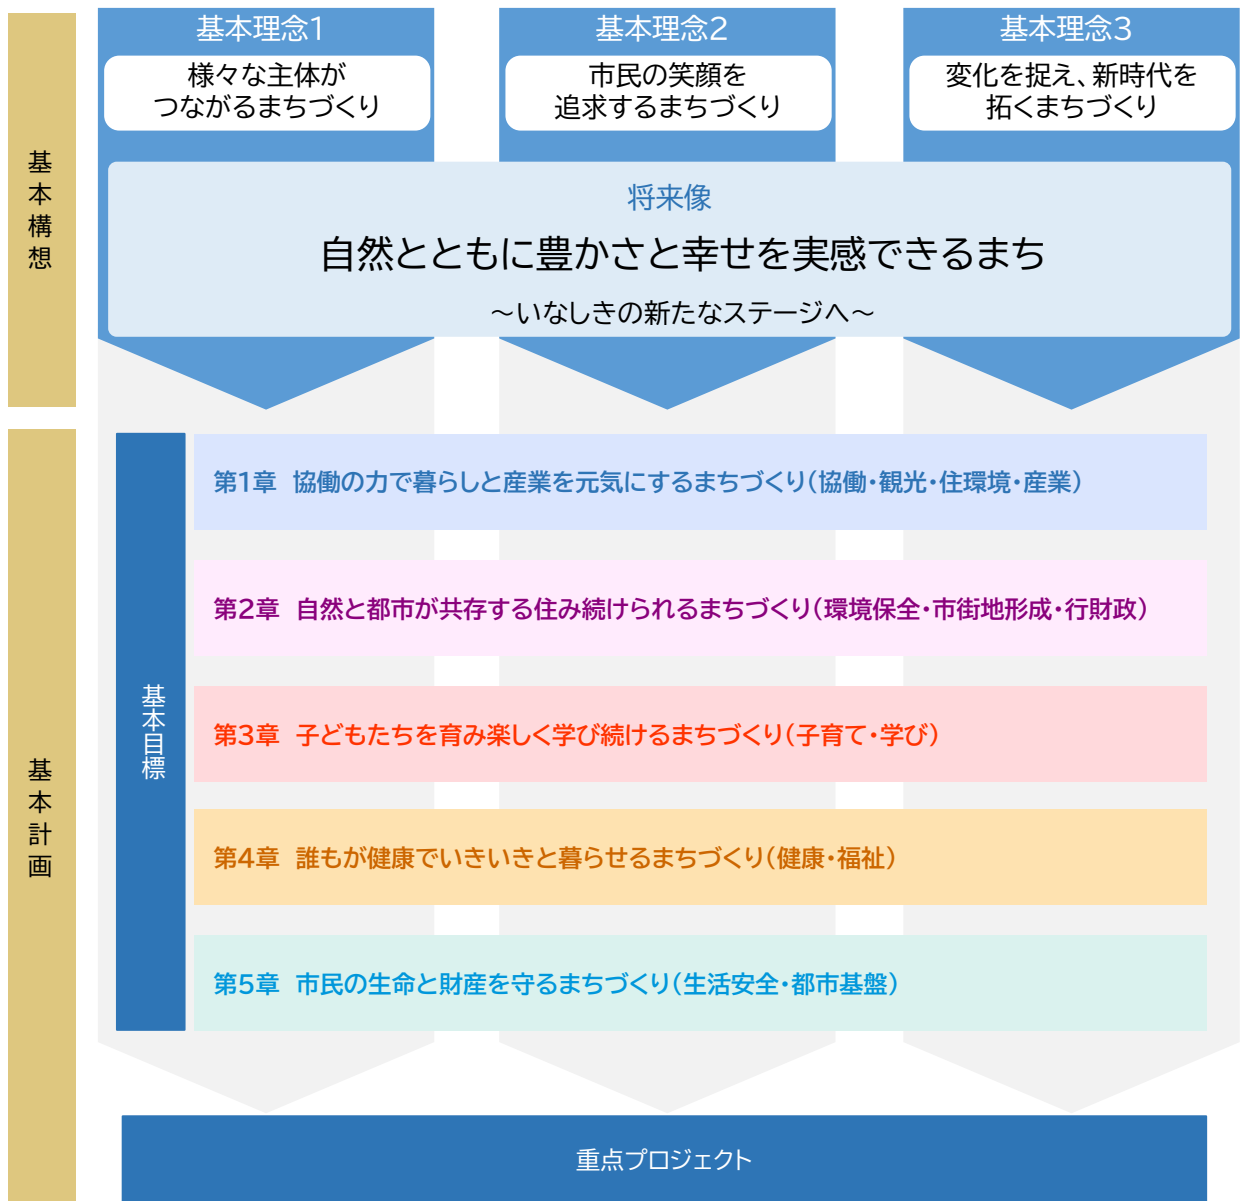 基本構想
基本理念1
様々な主体が
つながるまちづくり
基本理念2
市民の笑顔を
追求するまちづくり
基本理念3
変化を捉え、新時代を
拓くまちづくり
将来像
自然とともに豊かさと幸せを実感できるまち
～いなしきの新たなステージへ～
基本計画
基本目標
第1章 協働の力で暮らしと産業を元気にするまちづくり(協働・観光・住環境・産業)
第2章 自然と都市が共存する住み続けられるまちづくり(環境保全・市街地形成・行財政)
第3章 子どもたちを育み楽しく学び続けるまちづくり(子育て・学び)
第4章 誰もが健康でいきいきと暮らせるまちづくり(健康・福祉)
第5章 市民の生命と財産を守るまちづくり(生活安全・都市基盤)
重点プロジェクト